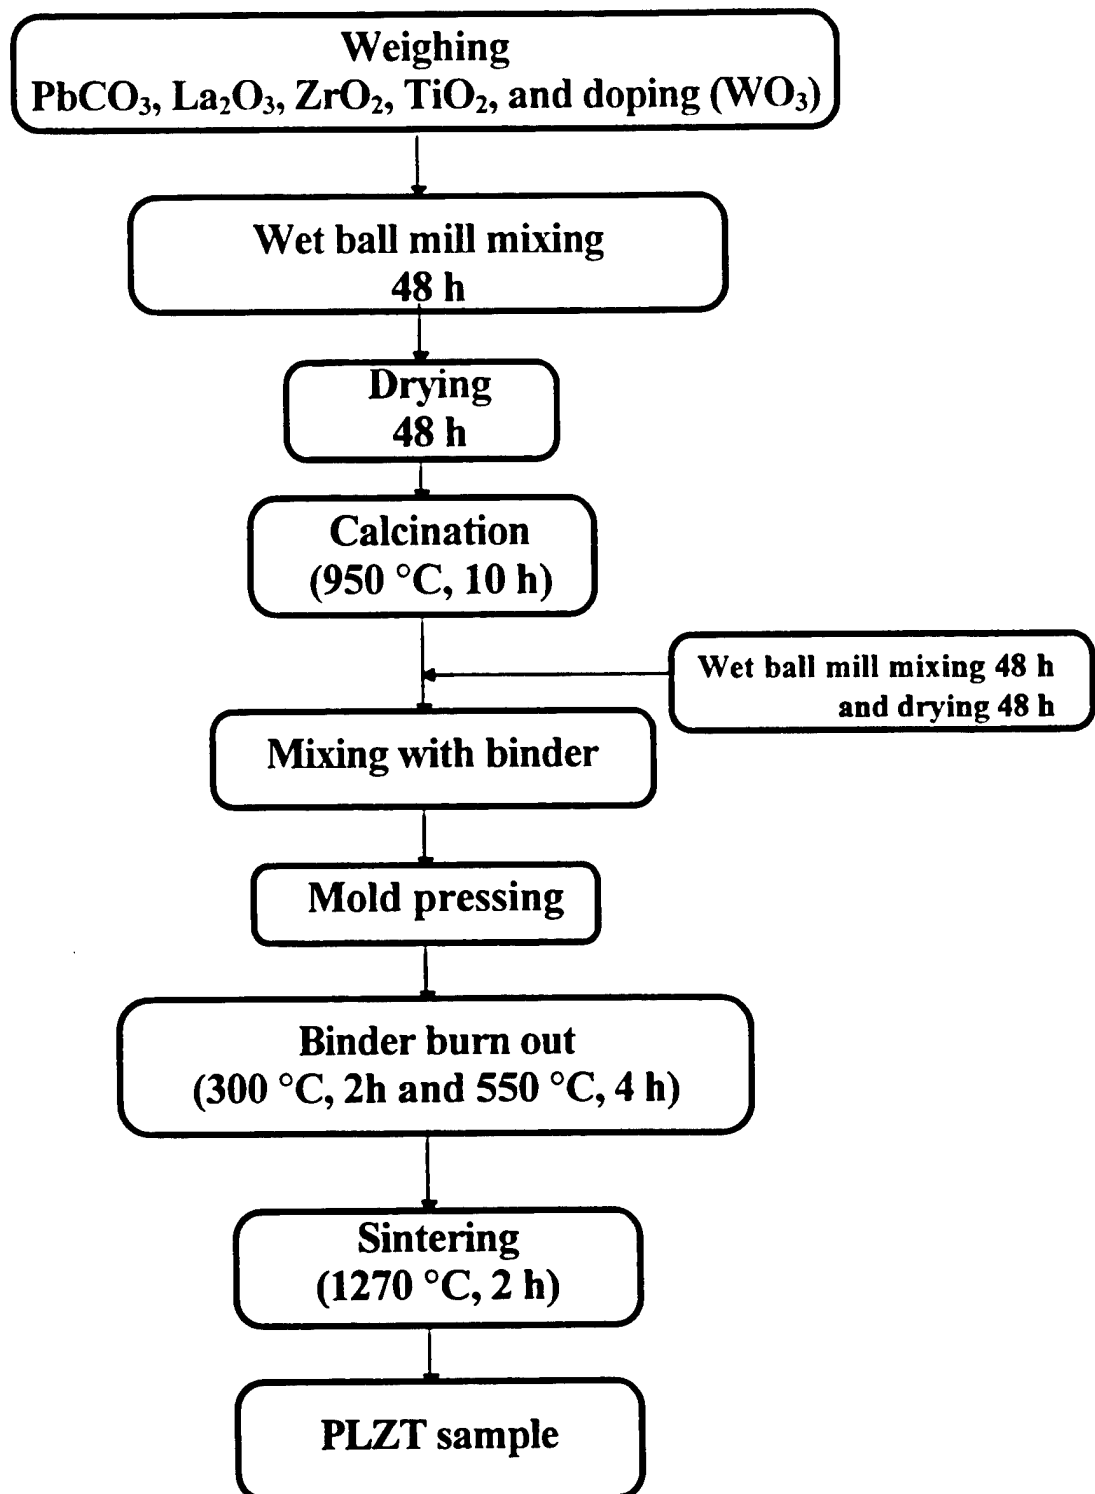 Weighing
PbCO₃, La₂O₃, ZrO₂, TiO₂, and doping (WO₃)
Wet ball mill mixing
48 h
Drying
48 h
Calcination
(950 °C, 10 h)
Wet ball mill mixing 48 h
and drying 48 h
Mixing with binder
Mold pressing
Binder burn out
(300 °C, 2h and 550 °C, 4 h)
Sintering
(1270 °C, 2 h)
PLZT sample